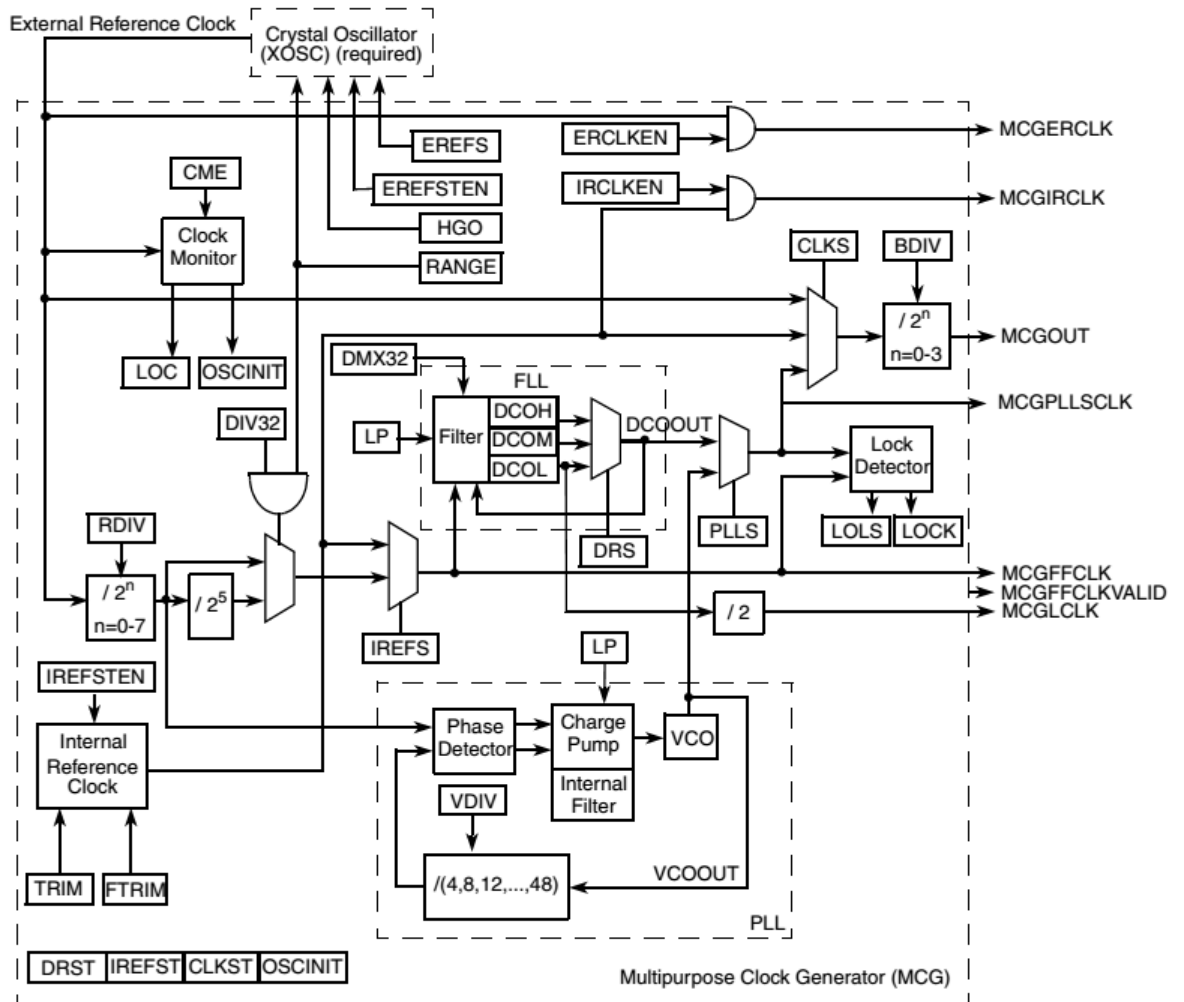 External Reference Clock
Crystal Oscillator
(XOSC) (required)
MCGERCLK
ERCLKEN
EREFS
CME
EREFSTEN
IRCLKEN
MCGIRCLK
HGO
Clock
Monitor
CLKS
BDIV
RANGE
/ 2ⁿ
n=0-3
MCGOUT
LOC
OSCINIT
DMX32
FLL
MCGPLLSCLK
DIV32
LP
Filter
DCOH
DCOM
DCOL
DCOOUT
Lock
Detector
LOLS
LOCK
RDIV
DRS
PLLS
MCGFFCLK
MCGFFCLKVALID
MCGLCLK
/ 2ⁿ
n=0-7
/ 2⁵
/ 2
IREFS
LP
IREFSTEN
Internal
Reference
Clock
Phase
Detector
Charge
Pump
VCO
Internal
Filter
VDIV
/(4,8,12,...,48)
VCOOUT
TRIM
FTRIM
PLL
DRST
IREFST
CLKST
OSCINIT
Multipurpose Clock Generator (MCG)